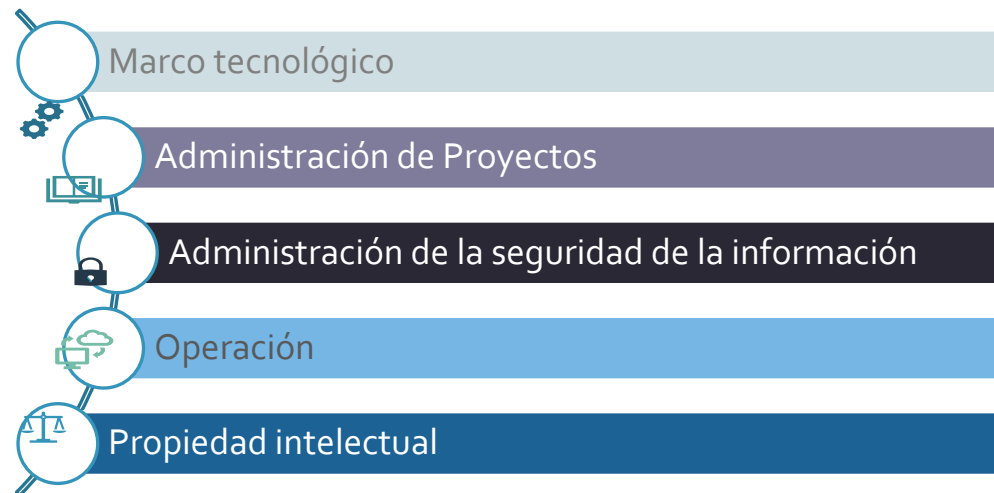 Marco tecnológico
Administración de Proyectos
Administración de la seguridad de la información
Operación
Propiedad intelectual